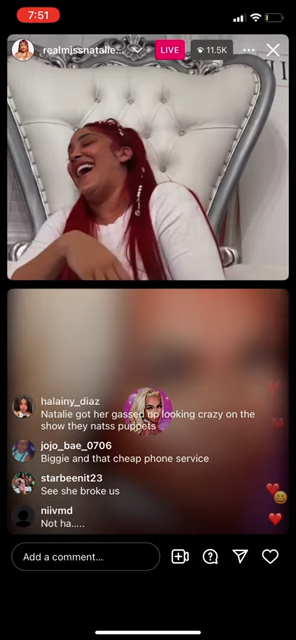 7:51
realmissnatalie...
LIVE
11.5K
halainy_diaz
Natalie got her gassed up looking crazy on the
show they natss puppets
jojo_bae_0706
Biggie and that cheap phone service
starbeenit23
See she broke us
niivmd
Not ha.....
Add a comment...